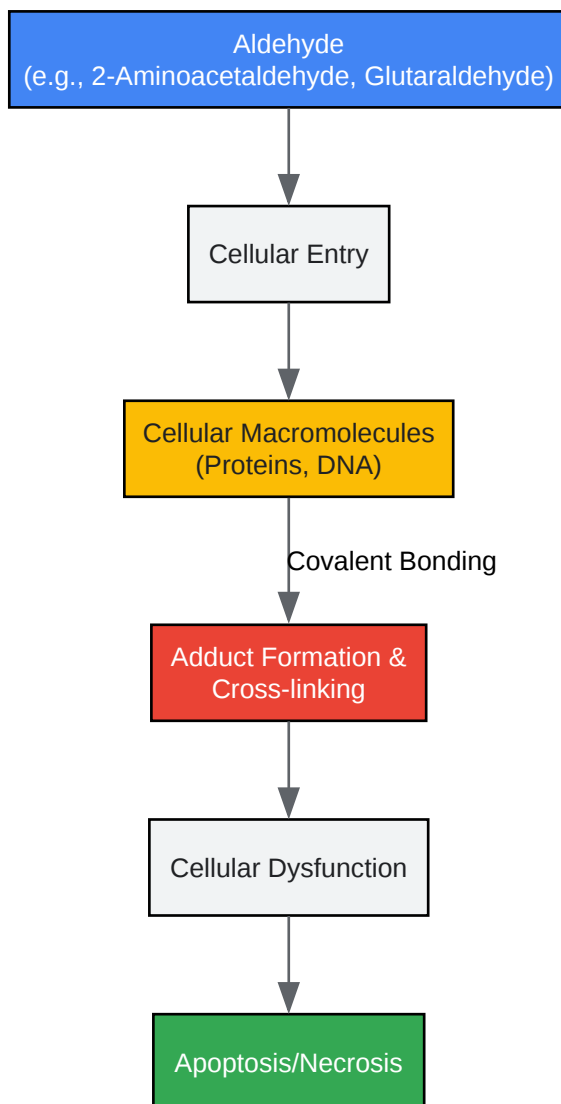 Aldehyde
(e.g., 2-Aminoacetaldehyde, Glutaraldehyde)
Cellular Entry
Cellular Macromolecules
(Proteins, DNA)
Covalent Bonding
Adduct Formation &
Cross-linking
Cellular Dysfunction
Apoptosis/Necrosis